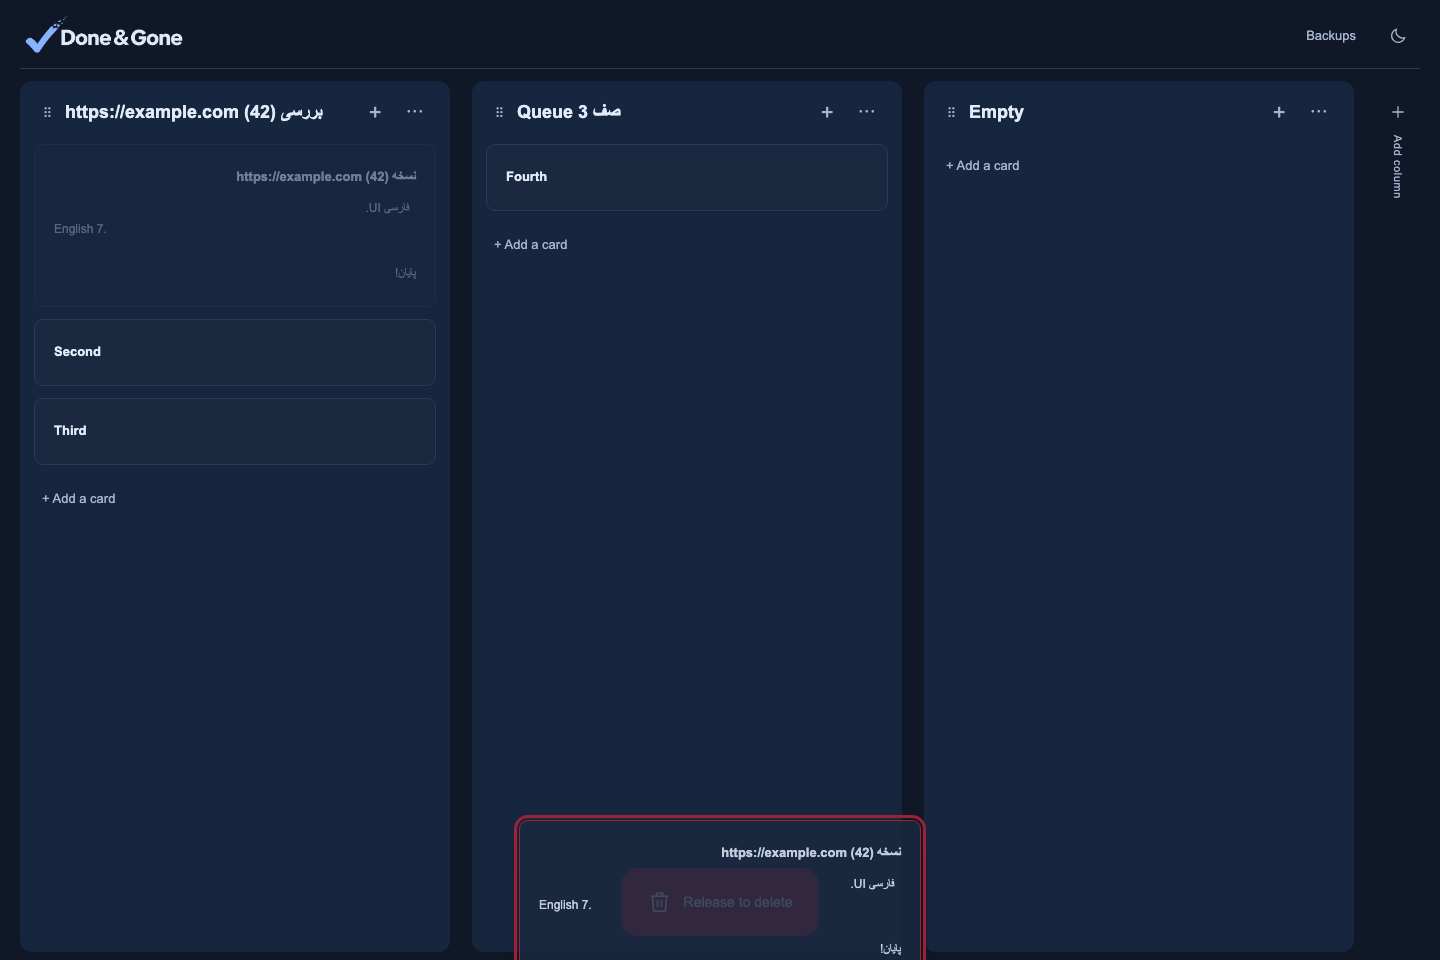 Done & Gone
Backups
https://example.com (42) بررسی
نسخه (42) https://example.com
فارسی UI.
English 7.
پایان!
Second
Third
+ Add a card
Queue 3 صف
Fourth
+ Add a card
Empty
+ Add a card
Add column
نسخه (42) https://example.com
فارسی UI.
English 7.
Release to delete
پایان!